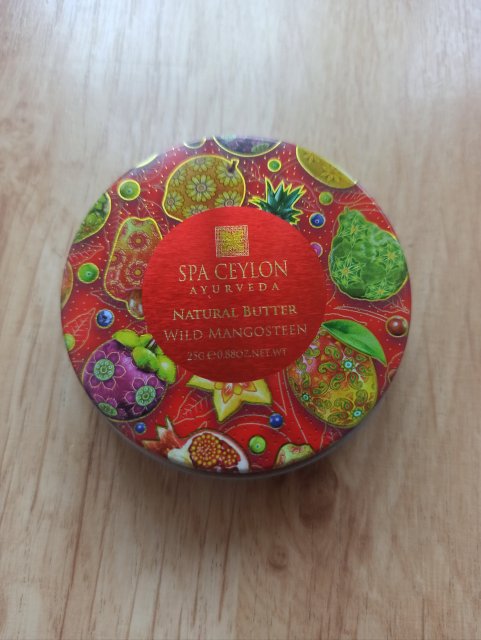 SPA CEYLON
AYURVEDA
NATURAL BUTTER
WILD MANGOSTEEN
25G ℮ 0.88OZ.NET.WT